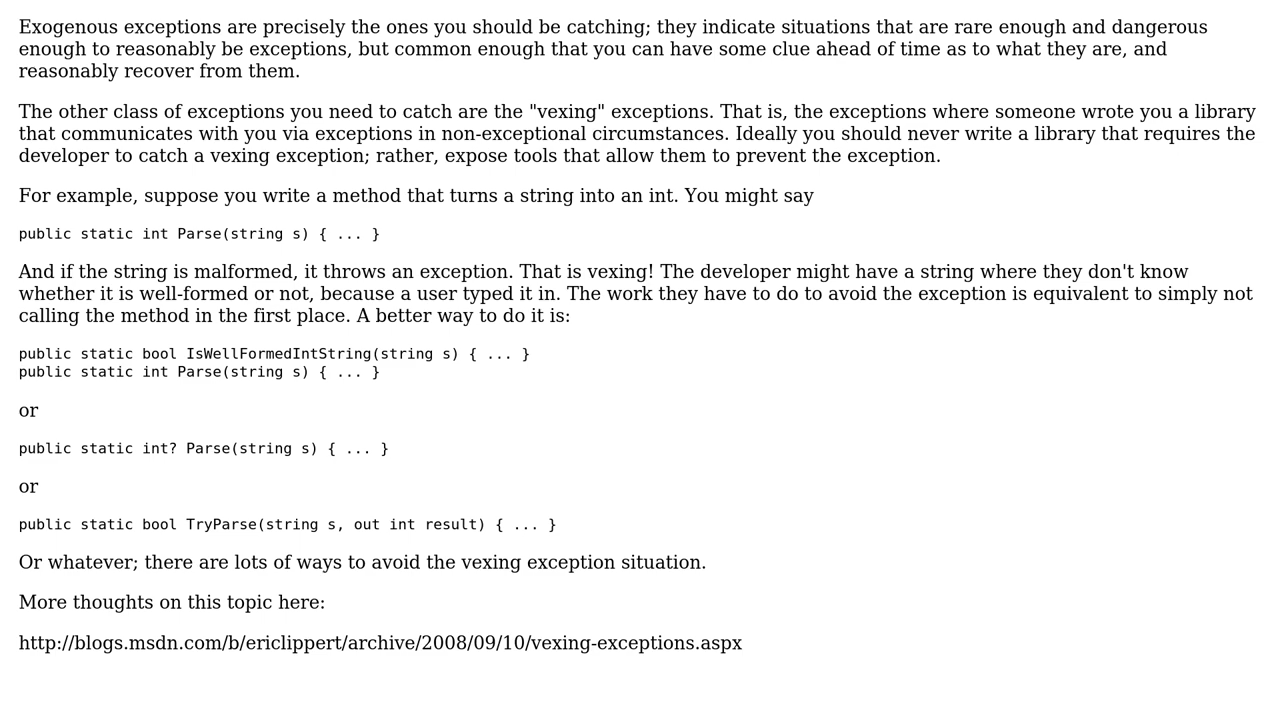 Exogenous exceptions are precisely the ones you should be catching; they indicate situations that are rare enough and dangerous
enough to reasonably be exceptions, but common enough that you can have some clue ahead of time as to what they are, and
reasonably recover from them.
The other class of exceptions you need to catch are the "vexing" exceptions. That is, the exceptions where someone wrote you a library
that communicates with you via exceptions in non-exceptional circumstances. Ideally you should never write a library that requires the
developer to catch a vexing exception; rather, expose tools that allow them to prevent the exception.
For example, suppose you write a method that turns a string into an int. You might say
public static int Parse(string s) { ... }
And if the string is malformed, it throws an exception. That is vexing! The developer might have a string where they don't know
whether it is well-formed or not, because a user typed it in. The work they have to do to avoid the exception is equivalent to simply not
calling the method in the first place. A better way to do it is:
public static bool IsWellFormedIntString(string s) { ... }
public static int Parse(string s) { ... }
or
public static int? Parse(string s) { ... }
or
public static bool TryParse(string s, out int result) { ... }
Or whatever; there are lots of ways to avoid the vexing exception situation.
More thoughts on this topic here:
http://blogs.msdn.com/b/ericlippert/archive/2008/09/10/vexing-exceptions.aspx